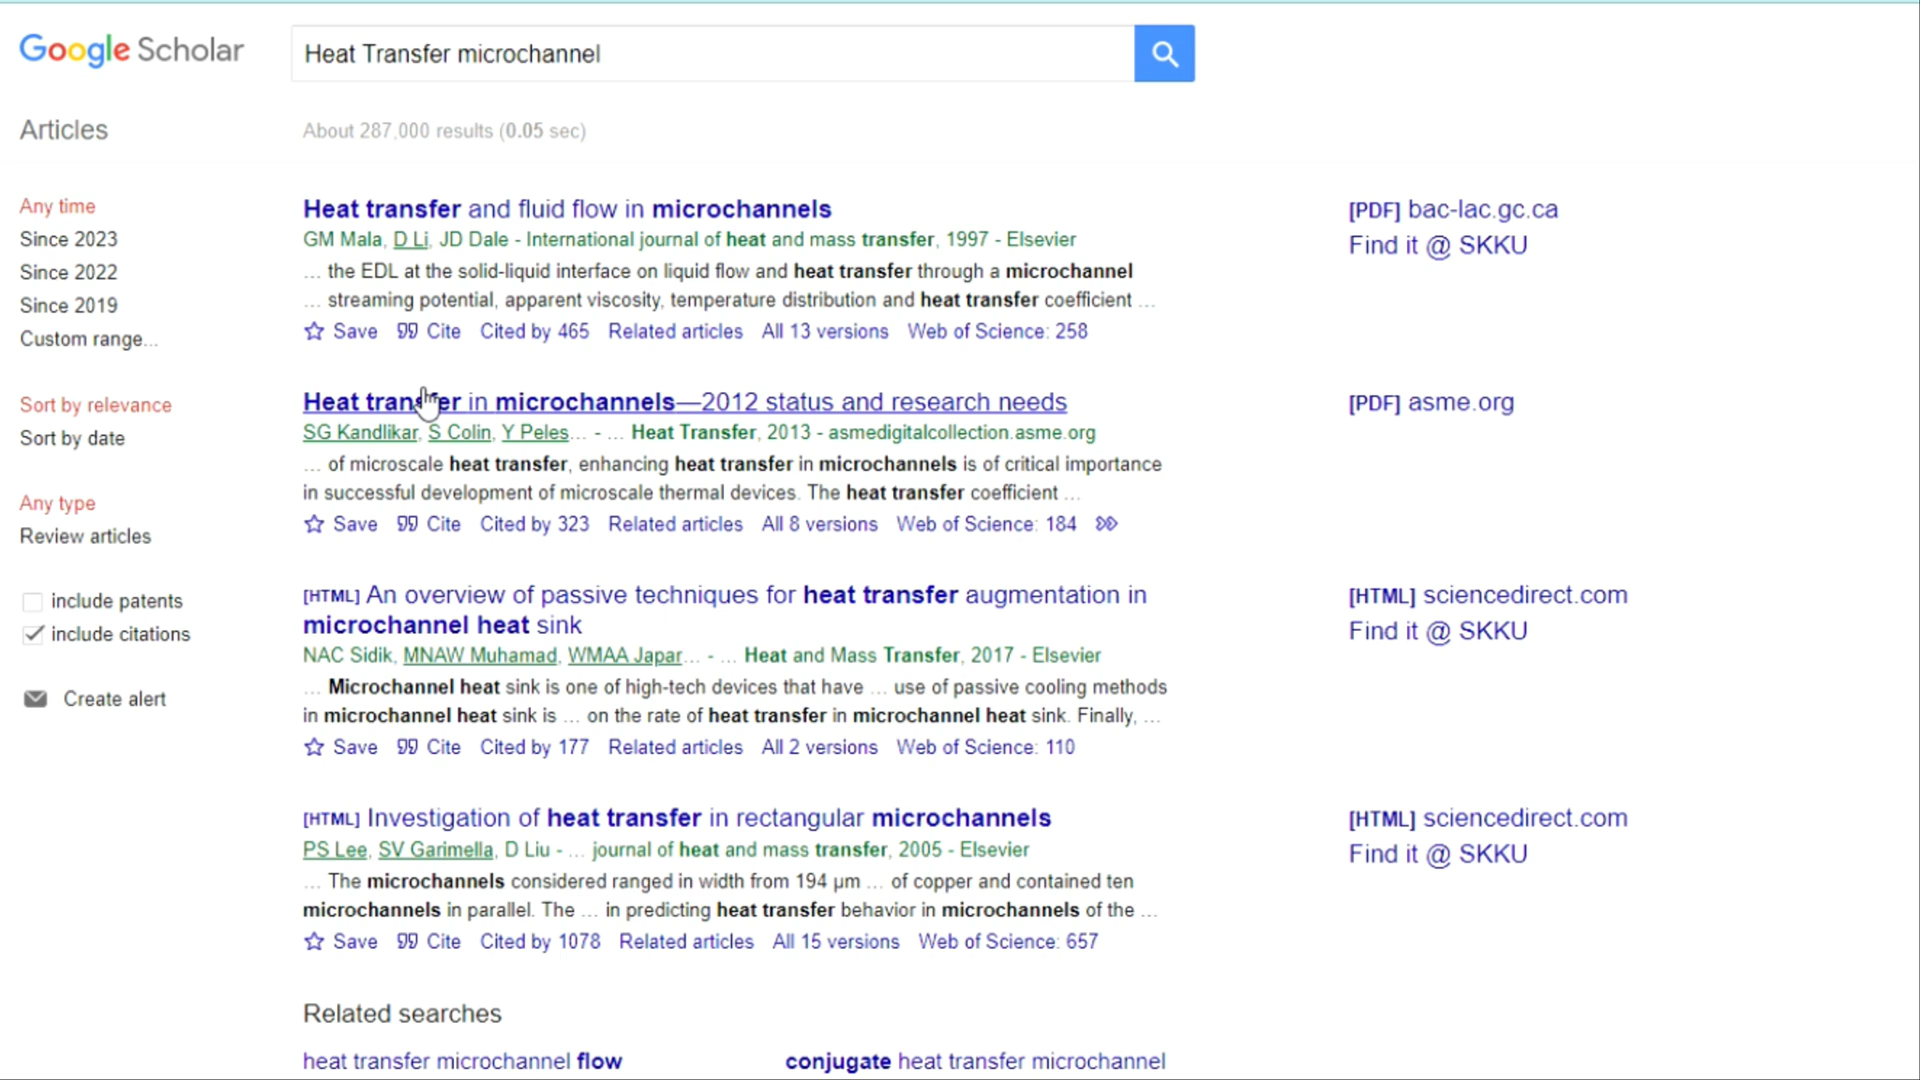 Google Scholar
Heat Transfer microchannel
Articles
About 287,000 results (0.05 sec)
Any time
Since 2023
Since 2022
Since 2019
Custom range...
Sort by relevance
Sort by date
Any type
Review articles
include patents
include citations
Create alert
Heat transfer and fluid flow in microchannels
GM Mala, D Li, JD Dale - International journal of heat and mass transfer, 1997 - Elsevier
... the EDL at the solid-liquid interface on liquid flow and heat transfer through a microchannel
... streaming potential, apparent viscosity, temperature distribution and heat transfer coefficient ...
Save Cite Cited by 465 Related articles All 13 versions Web of Science: 258
[PDF] bac-lac.gc.ca
Find it @ SKKU
Heat transfer in microchannels—2012 status and research needs
SG Kandlikar, S Colin, Y Peles... - ... Heat Transfer, 2013 - asmedigitalcollection.asme.org
... of microscale heat transfer, enhancing heat transfer in microchannels is of critical importance
in successful development of microscale thermal devices. The heat transfer coefficient ...
Save Cite Cited by 323 Related articles All 8 versions Web of Science: 184
[PDF] asme.org
[HTML] An overview of passive techniques for heat transfer augmentation in
microchannel heat sink
NAC Sidik, MNAW Muhamad, WMAA Japar... - ... Heat and Mass Transfer, 2017 - Elsevier
... Microchannel heat sink is one of high-tech devices that have ... use of passive cooling methods
in microchannel heat sink is ... on the rate of heat transfer in microchannel heat sink. Finally, ...
Save Cite Cited by 177 Related articles All 2 versions Web of Science: 110
[HTML] sciencedirect.com
Find it @ SKKU
[HTML] Investigation of heat transfer in rectangular microchannels
PS Lee, SV Garimella, D Liu - ... journal of heat and mass transfer, 2005 - Elsevier
... The microchannels considered ranged in width from 194 μm ... of copper and contained ten
microchannels in parallel. The ... in predicting heat transfer behavior in microchannels of the ...
Save Cite Cited by 1078 Related articles All 15 versions Web of Science: 657
[HTML] sciencedirect.com
Find it @ SKKU
Related searches
heat transfer microchannel flow
conjugate heat transfer microchannel